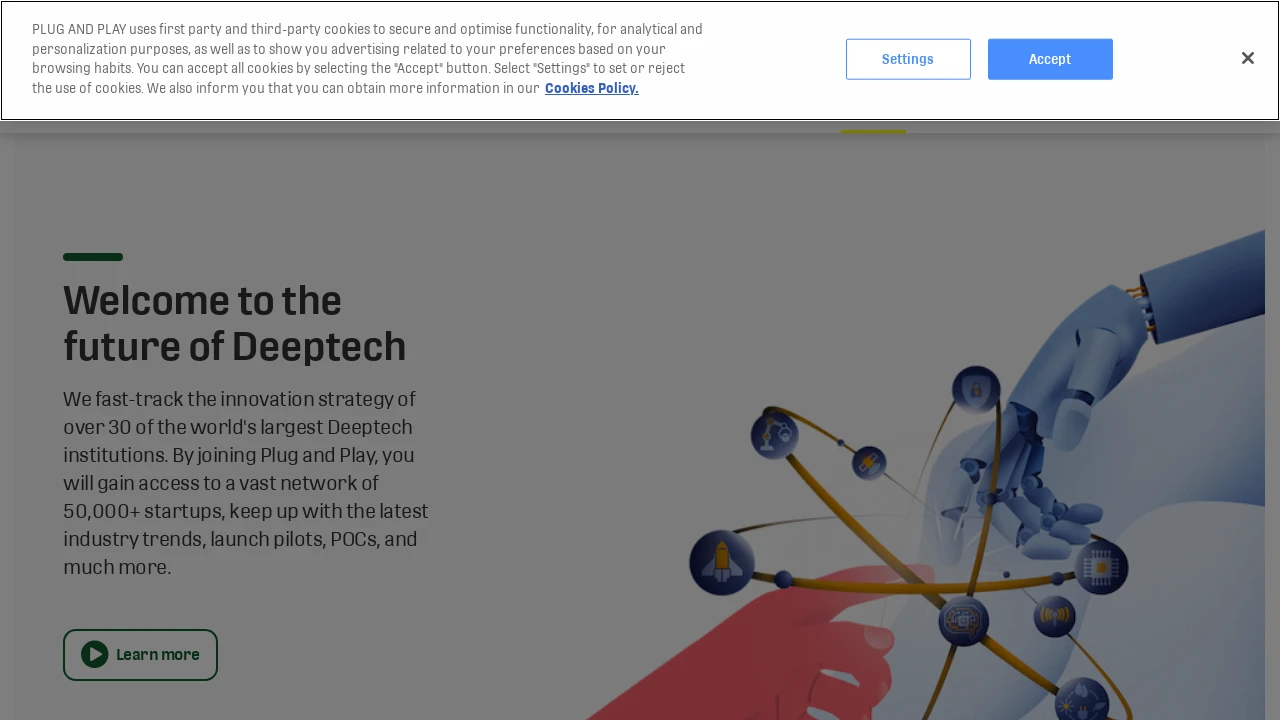 PLUG AND PLAY uses first party and third-party cookies to secure and optimise functionality, for analytical and
personalization purposes, as well as to show you advertising related to your preferences based on your
browsing habits. You can accept all cookies by selecting the "Accept" button. Select "Settings" to set or reject
the use of cookies. We also inform you that you can obtain more information in our Cookies Policy.
Settings
Accept
Welcome to the
future of Deeptech
We fast-track the innovation strategy of
over 30 of the world's largest Deeptech
institutions. By joining Plug and Play, you
will gain access to a vast network of
50,000+ startups, keep up with the latest
industry trends, launch pilots, POCs, and
much more.
Learn more